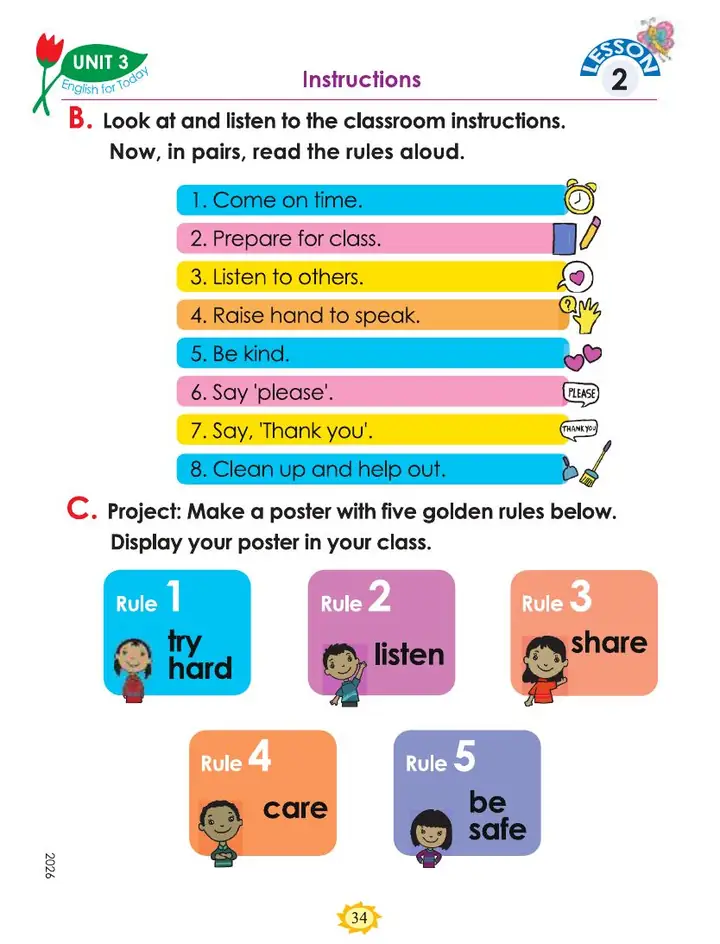 UNIT 3
English for Today
Instructions
LESSON
2
B. Look at and listen to the classroom instructions.
Now, in pairs, read the rules aloud.
1. Come on time.
2. Prepare for class.
3. Listen to others.
?
4. Raise hand to speak.
5. Be kind.
6. Say 'please'.
PLEASE
7. Say, 'Thank you'.
THANK YOU
8. Clean up and help out.
C. Project: Make a poster with five golden rules below.
Display your poster in your class.
Rule 1
try
hard
Rule 2
listen
Rule 3
share
Rule 4
care
Rule 5
be
safe
2026
34